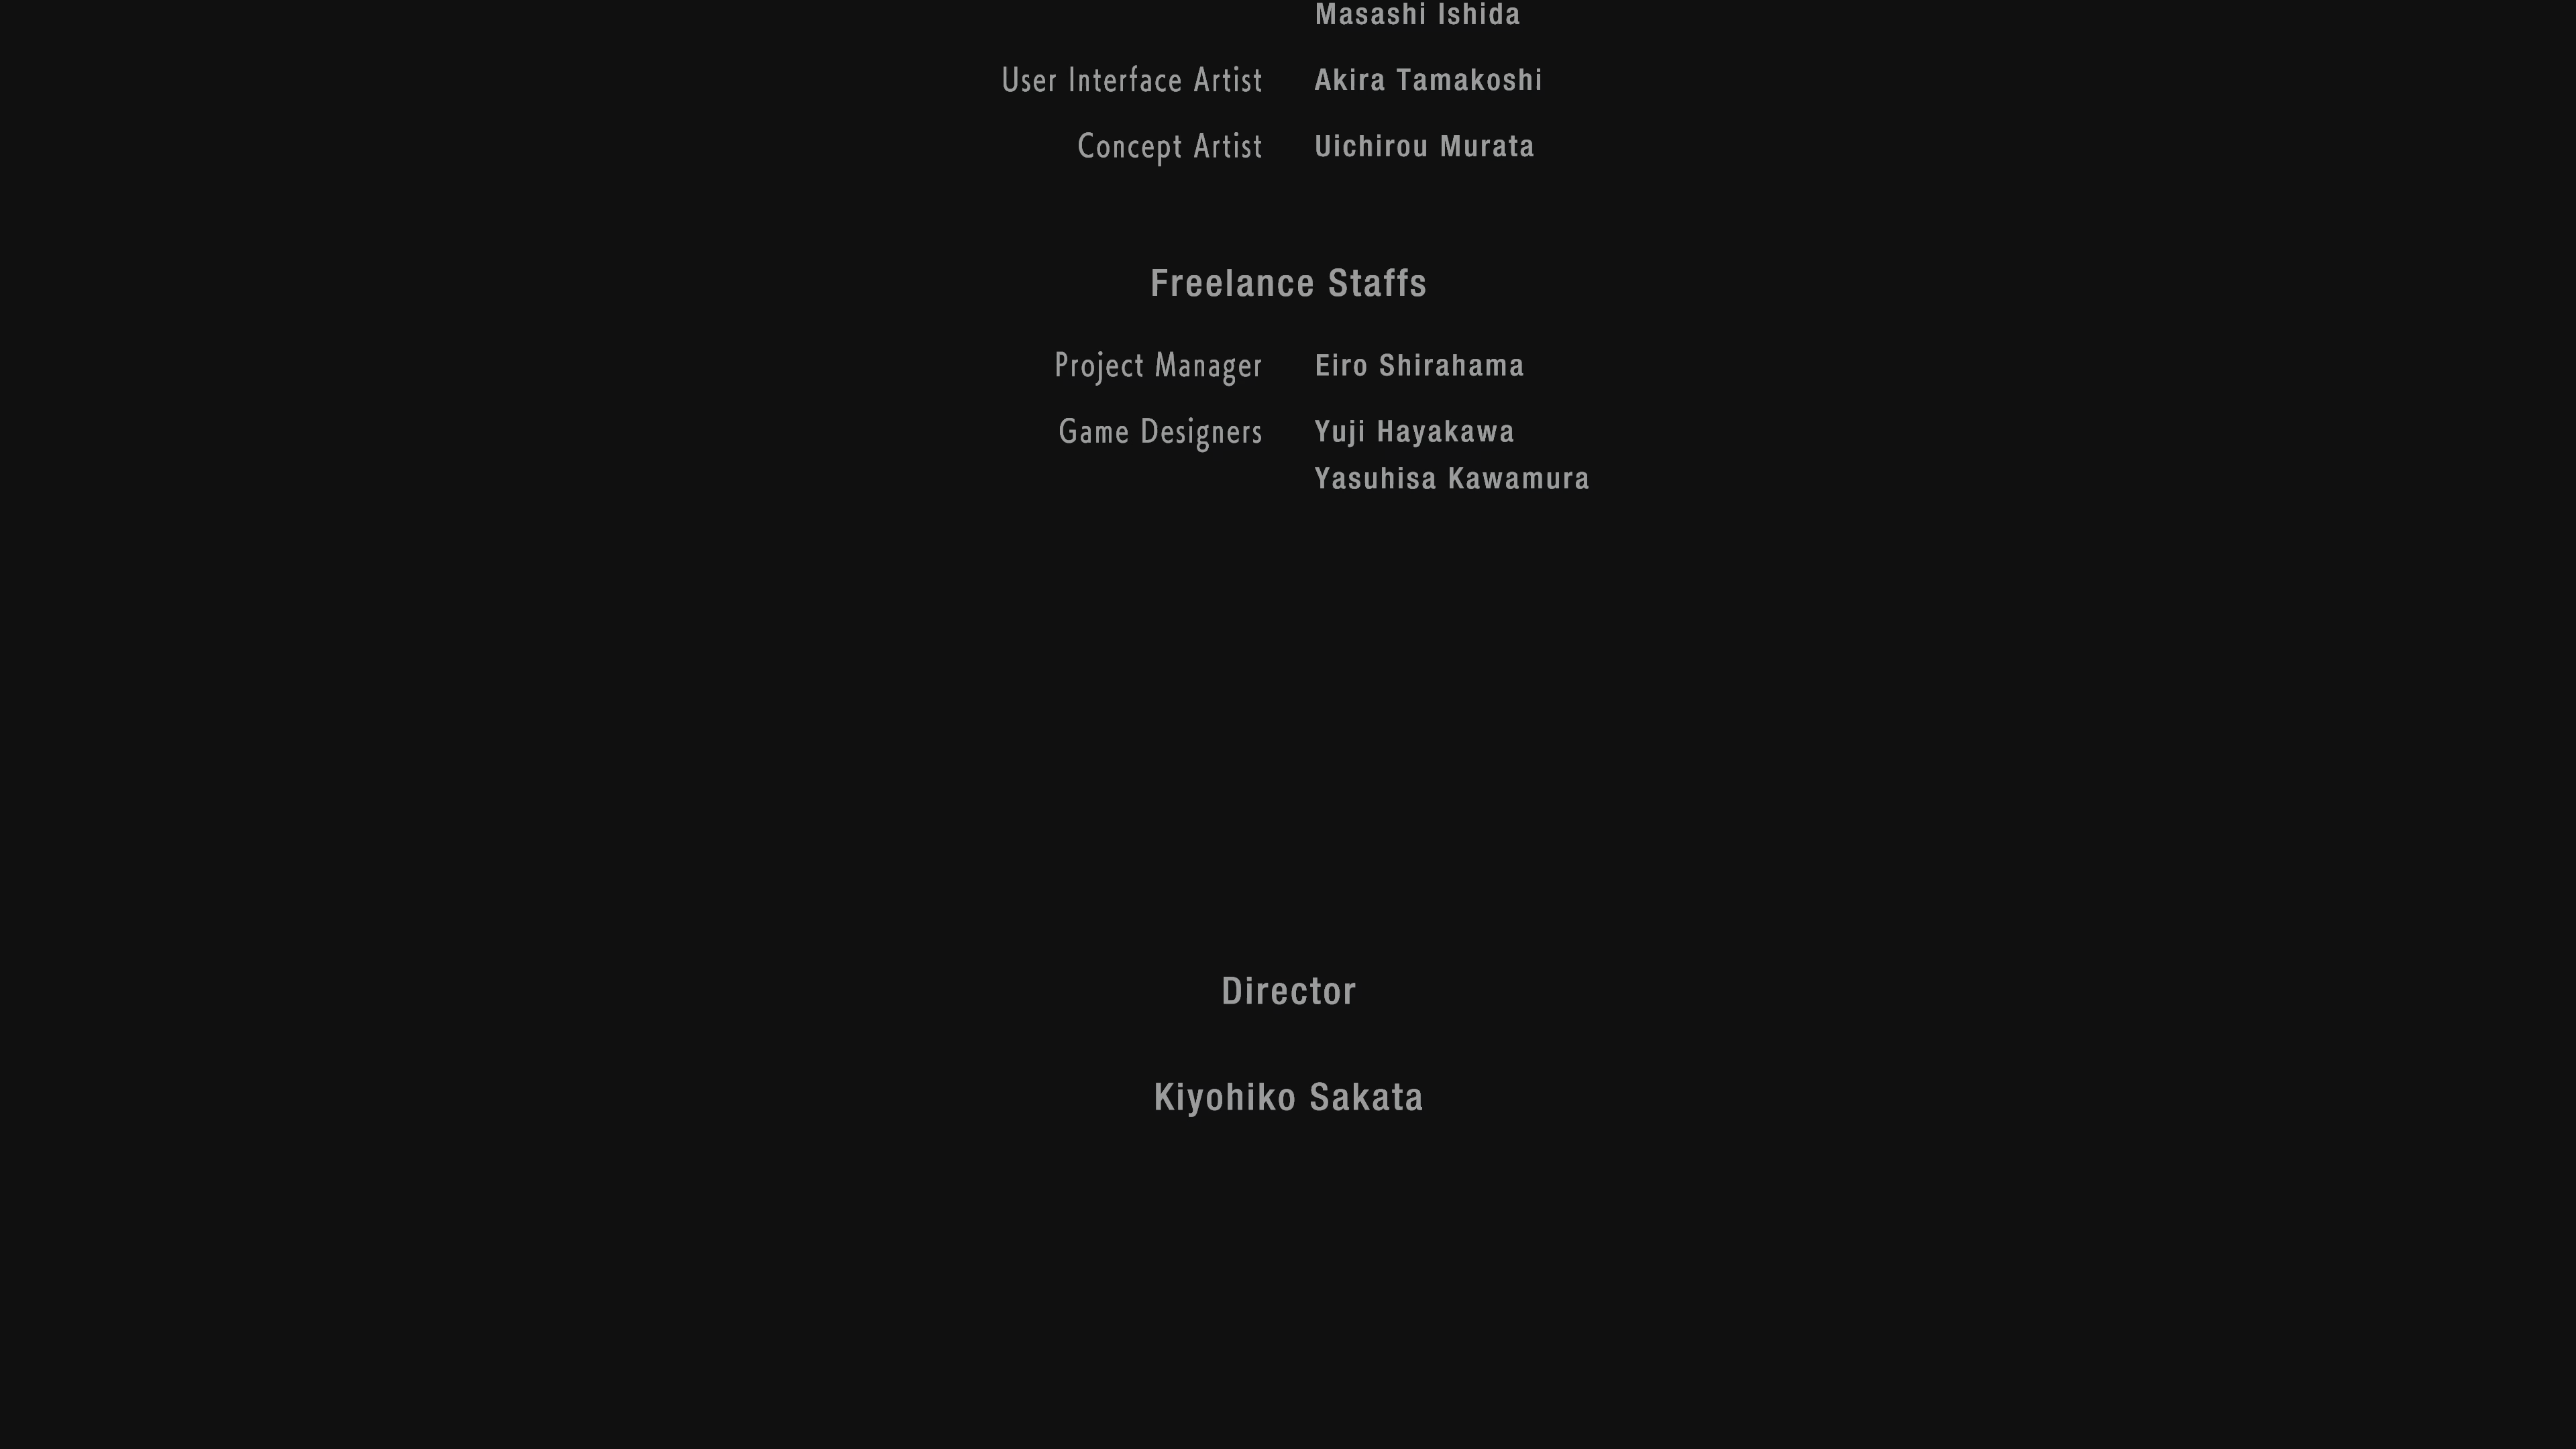 Masashi Ishida
User Interface Artist Akira Tamakoshi
Concept Artist Uichirou Murata
Freelance Staffs
Project Manager Eiro Shirahama
Game Designers Yuji Hayakawa
Yasuhisa Kawamura
Director
Kiyohiko Sakata